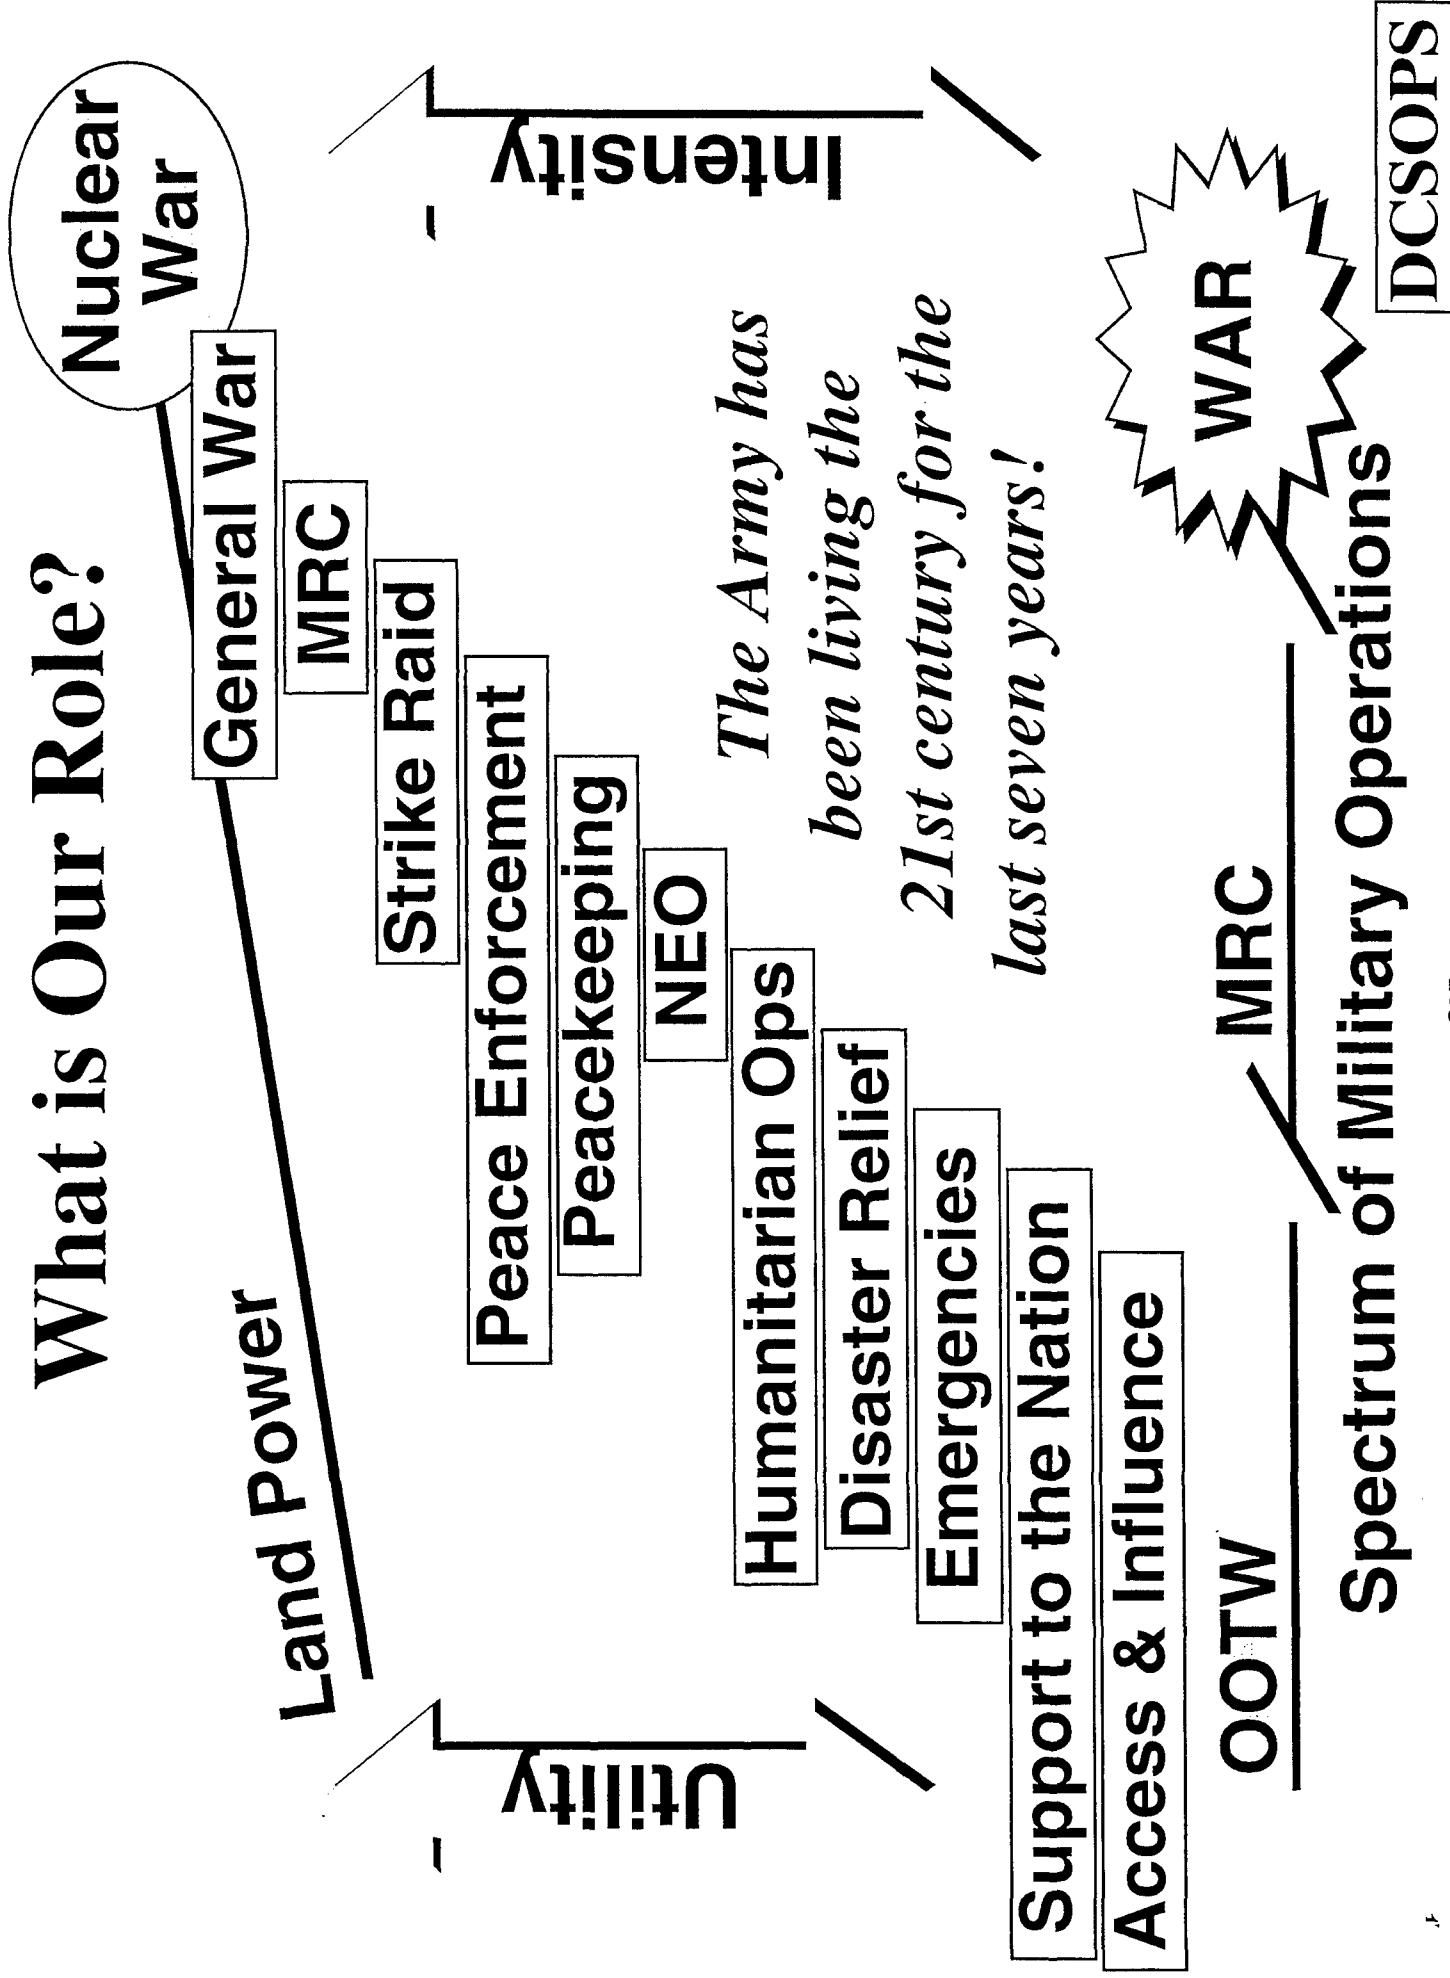 What is Our Role?
Nuclear
War
Land Power
General War
MRC
Strike Raid
Peace Enforcement
Peacekeeping
NEO
Humanitarian Ops
Disaster Relief
Emergencies
Support to the Nation
Access & Influence
Utility
Intensity
The Army has
been living the
21st century for the
last seven years!
OOTW
MRC
WAR
Spectrum of Military Operations
DCSOPS